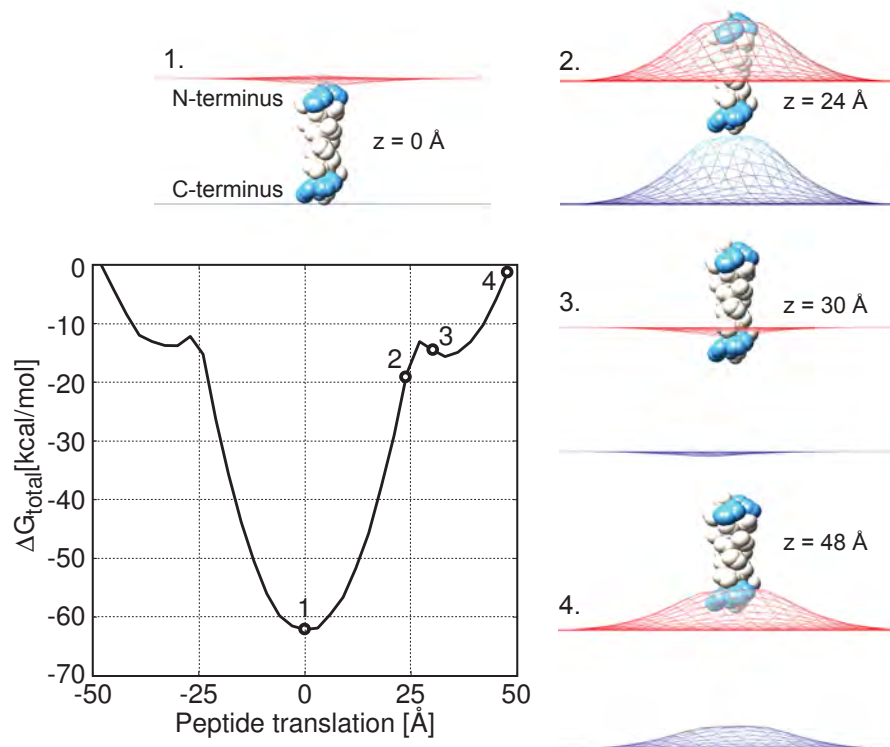 1.
N-terminus
z = 0 Å
C-terminus
2.
z = 24 Å
3.
z = 30 Å
z = 48 Å
4.
0
-10
-20
-30
-40
-50
-60
-70
ΔG_total[kcal/mol]
1
2
3
4
-50
-25
0
25
50
Peptide translation [Å]